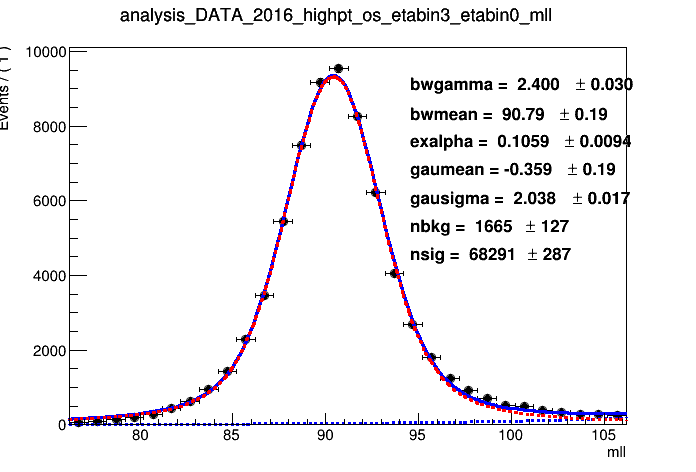 analysis_DATA_2016_highpt_os_etabin3_etabin0_mll
Events / ( 1 )
10000
8000
6000
4000
2000
0
bwgamma = 2.400 ± 0.030
bwmean = 90.79 ± 0.19
exalpha = 0.1059 ± 0.0094
gaumean = -0.359 ± 0.19
gausigma = 2.038 ± 0.017
nbkg = 1665 ± 127
nsig = 68291 ± 287
80 85 90 95 100 105
mll